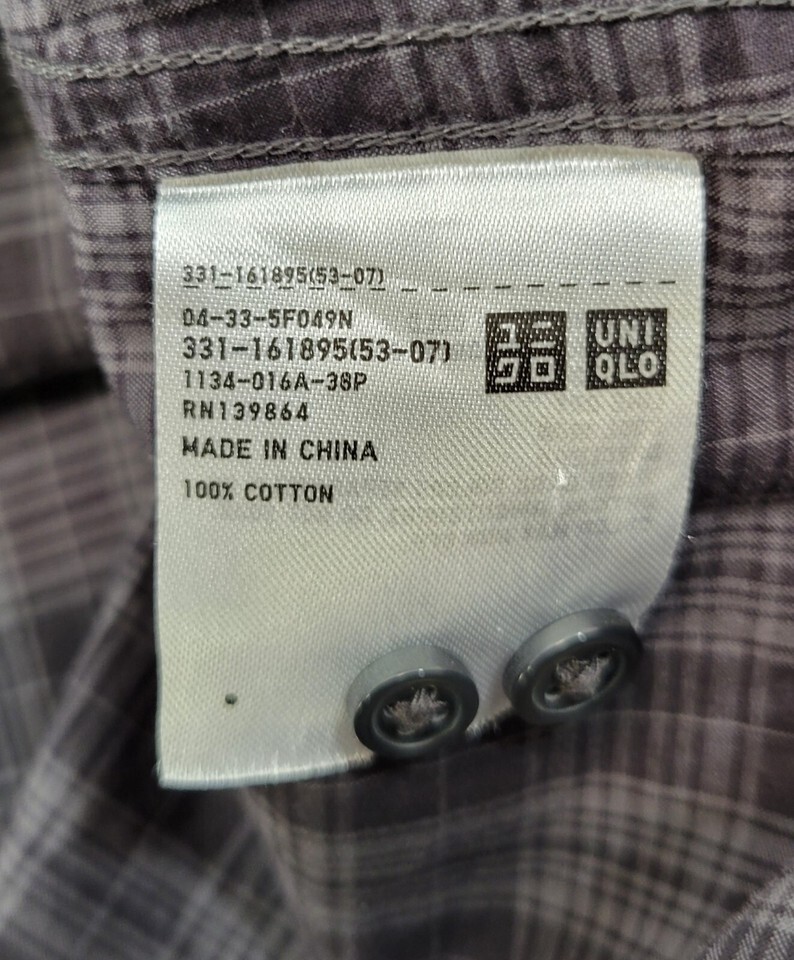 331-161895(53-07)
04-33-5F049N
331-161895(53-07)
1134-016A-38P
RN139864
MADE IN CHINA
100% COTTON
ユニ
クロ
UNI
QLO